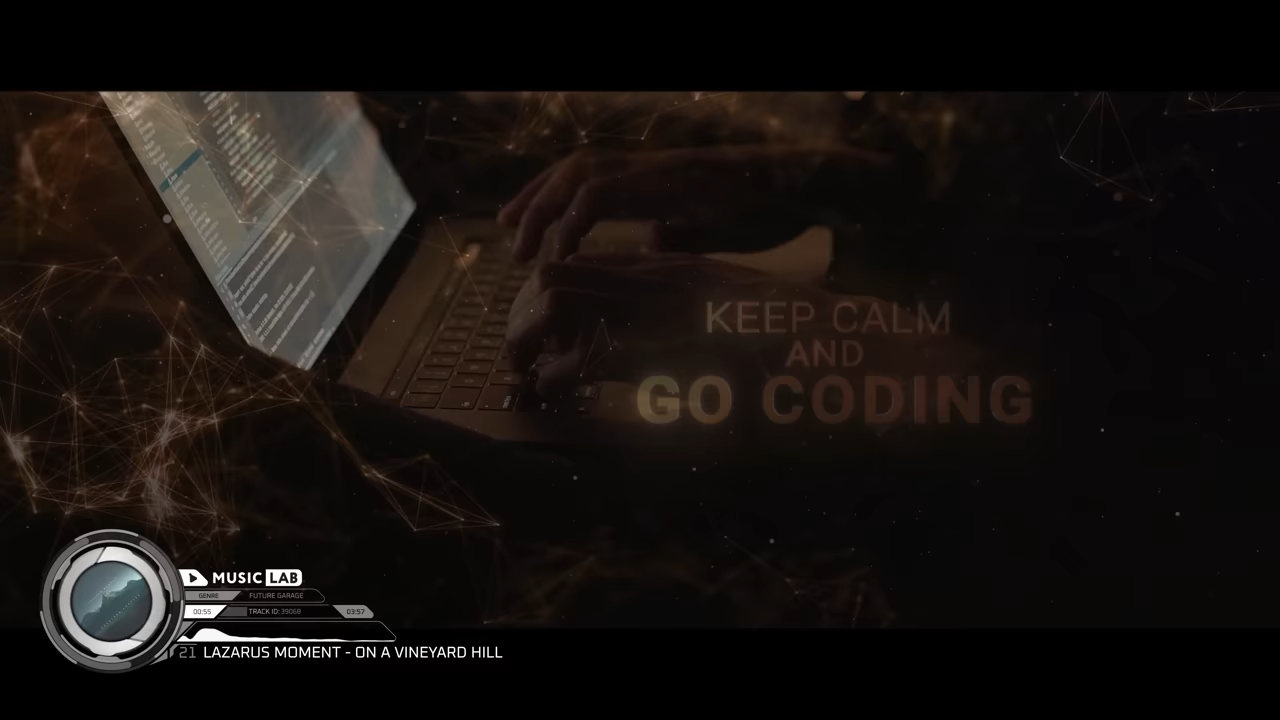 KEEP CALM
AND
GO CODING
MUSIC LAB
GENRE FUTURE GARAGE
00:55 TRACK ID: 39068 03:57
21 LAZARUS MOMENT - ON A VINEYARD HILL